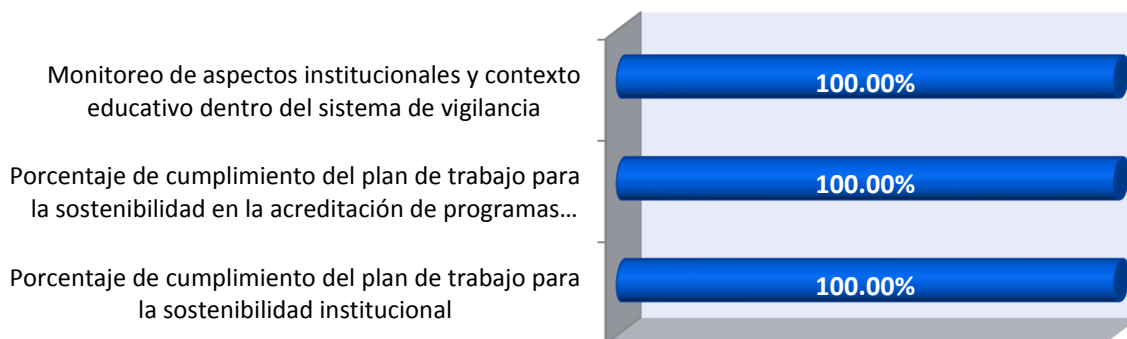 Monitoreo de aspectos institucionales y contexto
educativo dentro del sistema de vigilancia
100.00%
Porcentaje de cumplimiento del plan de trabajo para
la sostenibilidad en la acreditación de programas…
100.00%
Porcentaje de cumplimiento del plan de trabajo para
la sostenibilidad institucional
100.00%